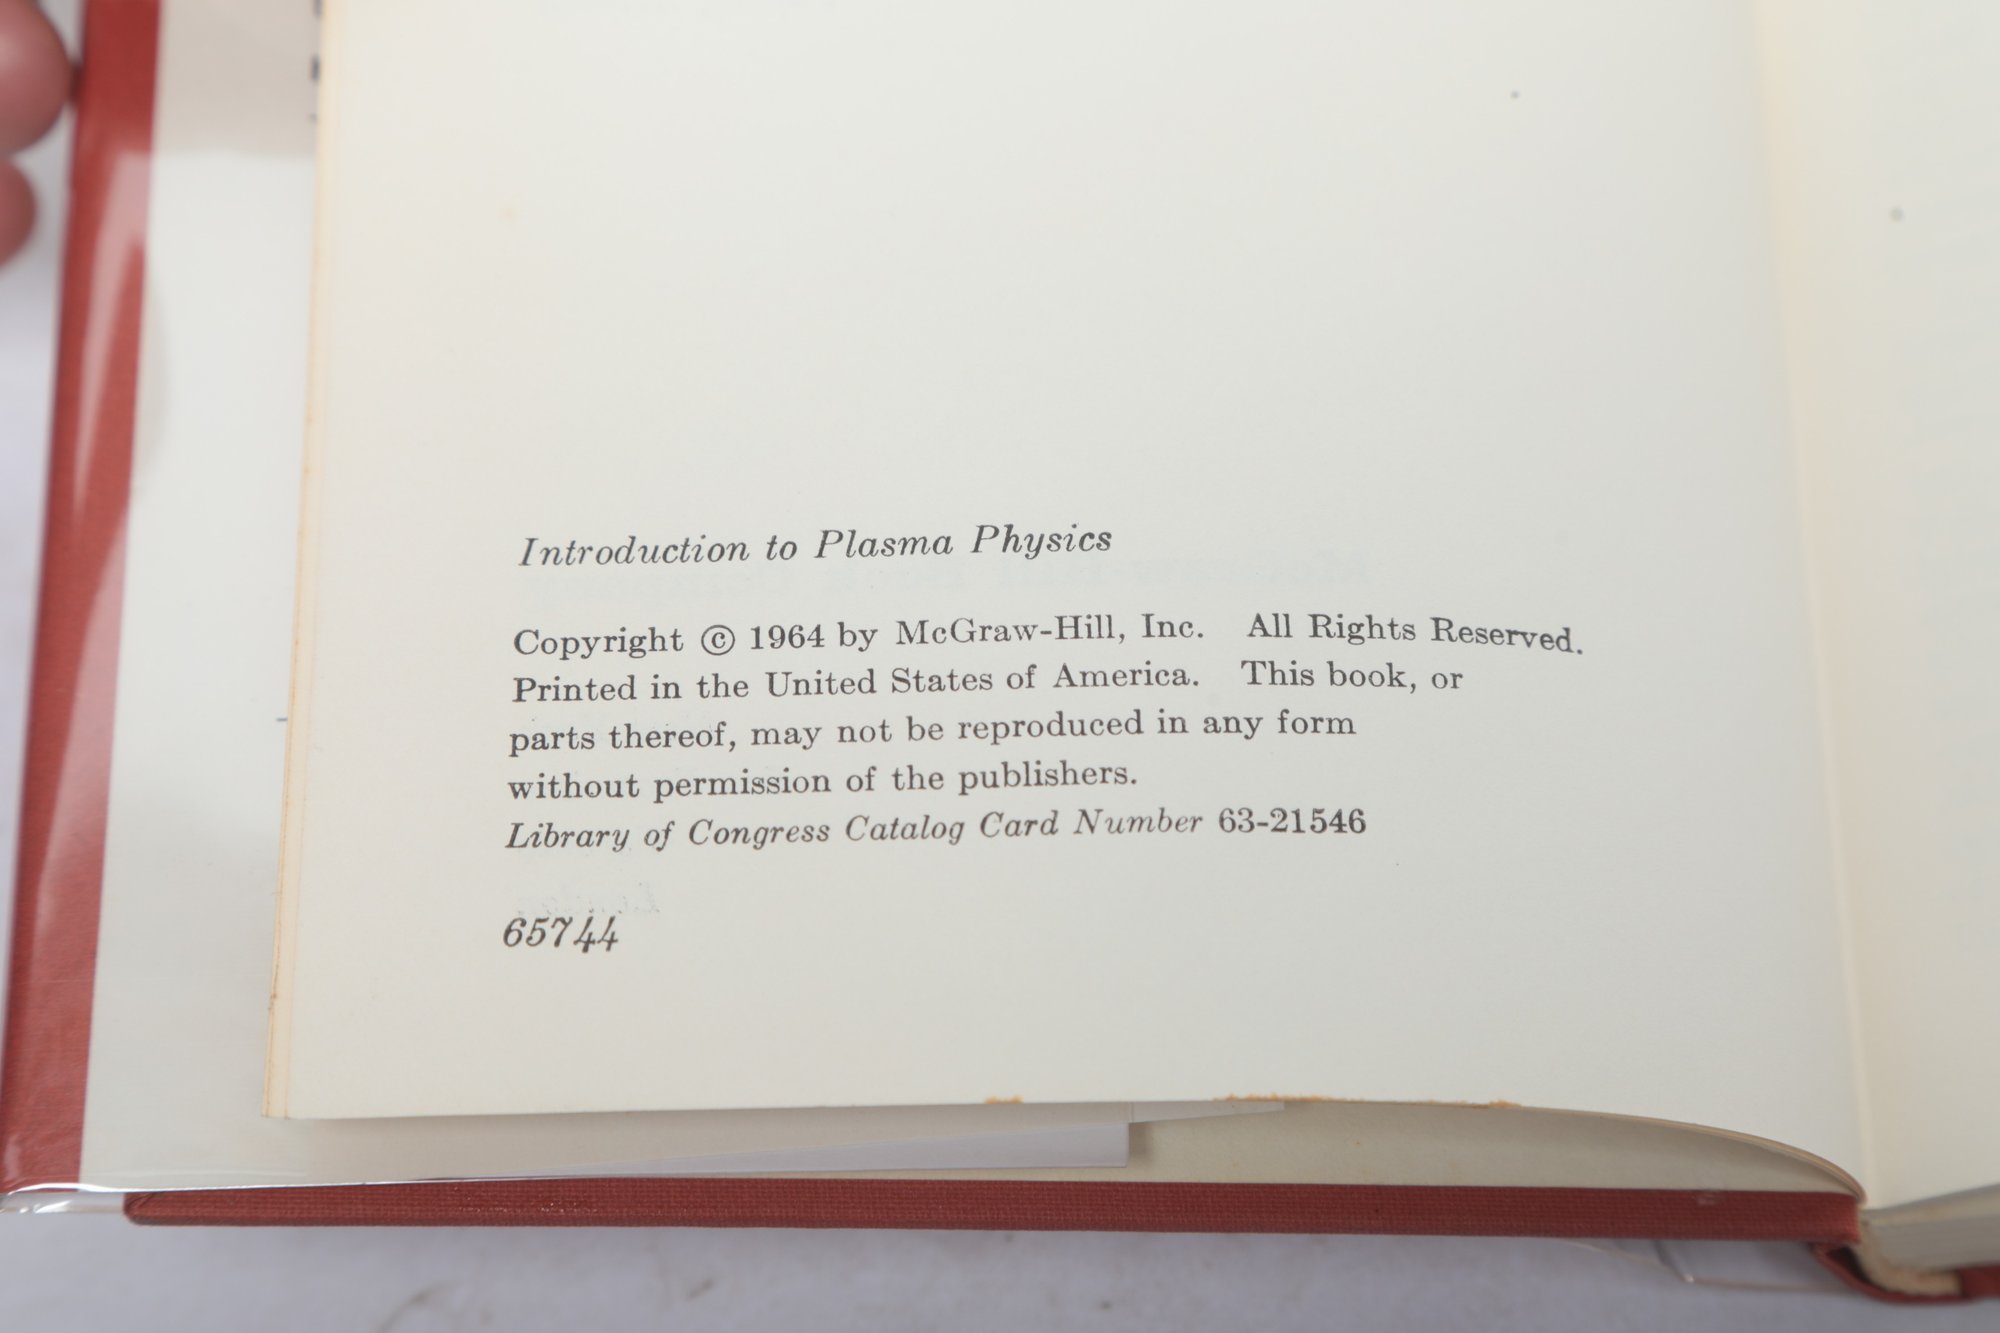 Introduction to Plasma Physics
Copyright © 1964 by McGraw-Hill, Inc. All Rights Reserved.
Printed in the United States of America. This book, or
parts thereof, may not be reproduced in any form
without permission of the publishers.
Library of Congress Catalog Card Number 63-21546
65744